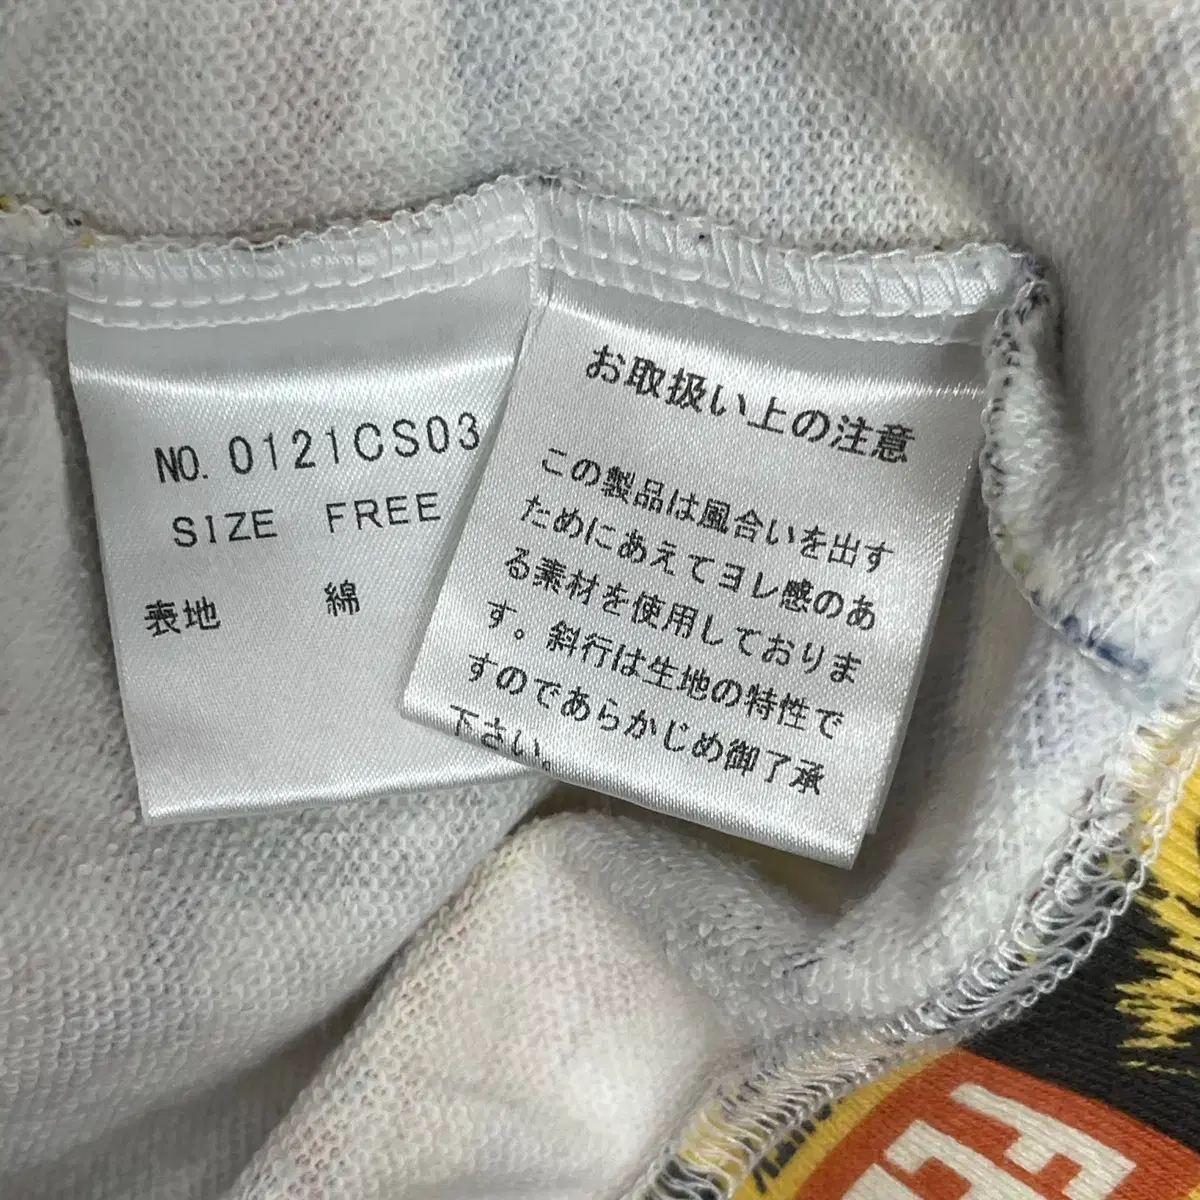 NO. 0121CS03
SIZE FREE
表地 綿
お取扱い上の注意
この製品は風合いを出す
ためにあえてヨレ感のあ
る素材を使用しておりま
す。斜行は生地の特性で
すのであらかじめ御了承
下さい。